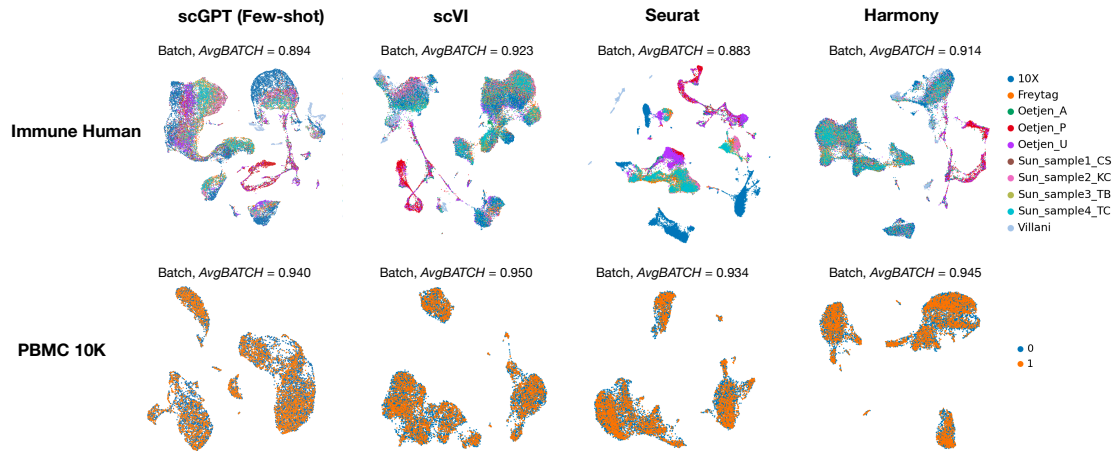 scGPT (Few-shot) scVI Seurat Harmony
Batch, AvgBATCH = 0.894 Batch, AvgBATCH = 0.923 Batch, AvgBATCH = 0.883 Batch, AvgBATCH = 0.914
Immune Human
10X
Freytag
Oetjen_A
Oetjen_P
Oetjen_U
Sun_sample1_CS
Sun_sample2_KC
Sun_sample3_TB
Sun_sample4_TC
Villani
Batch, AvgBATCH = 0.940 Batch, AvgBATCH = 0.950 Batch, AvgBATCH = 0.934 Batch, AvgBATCH = 0.945
PBMC 10K
0
1